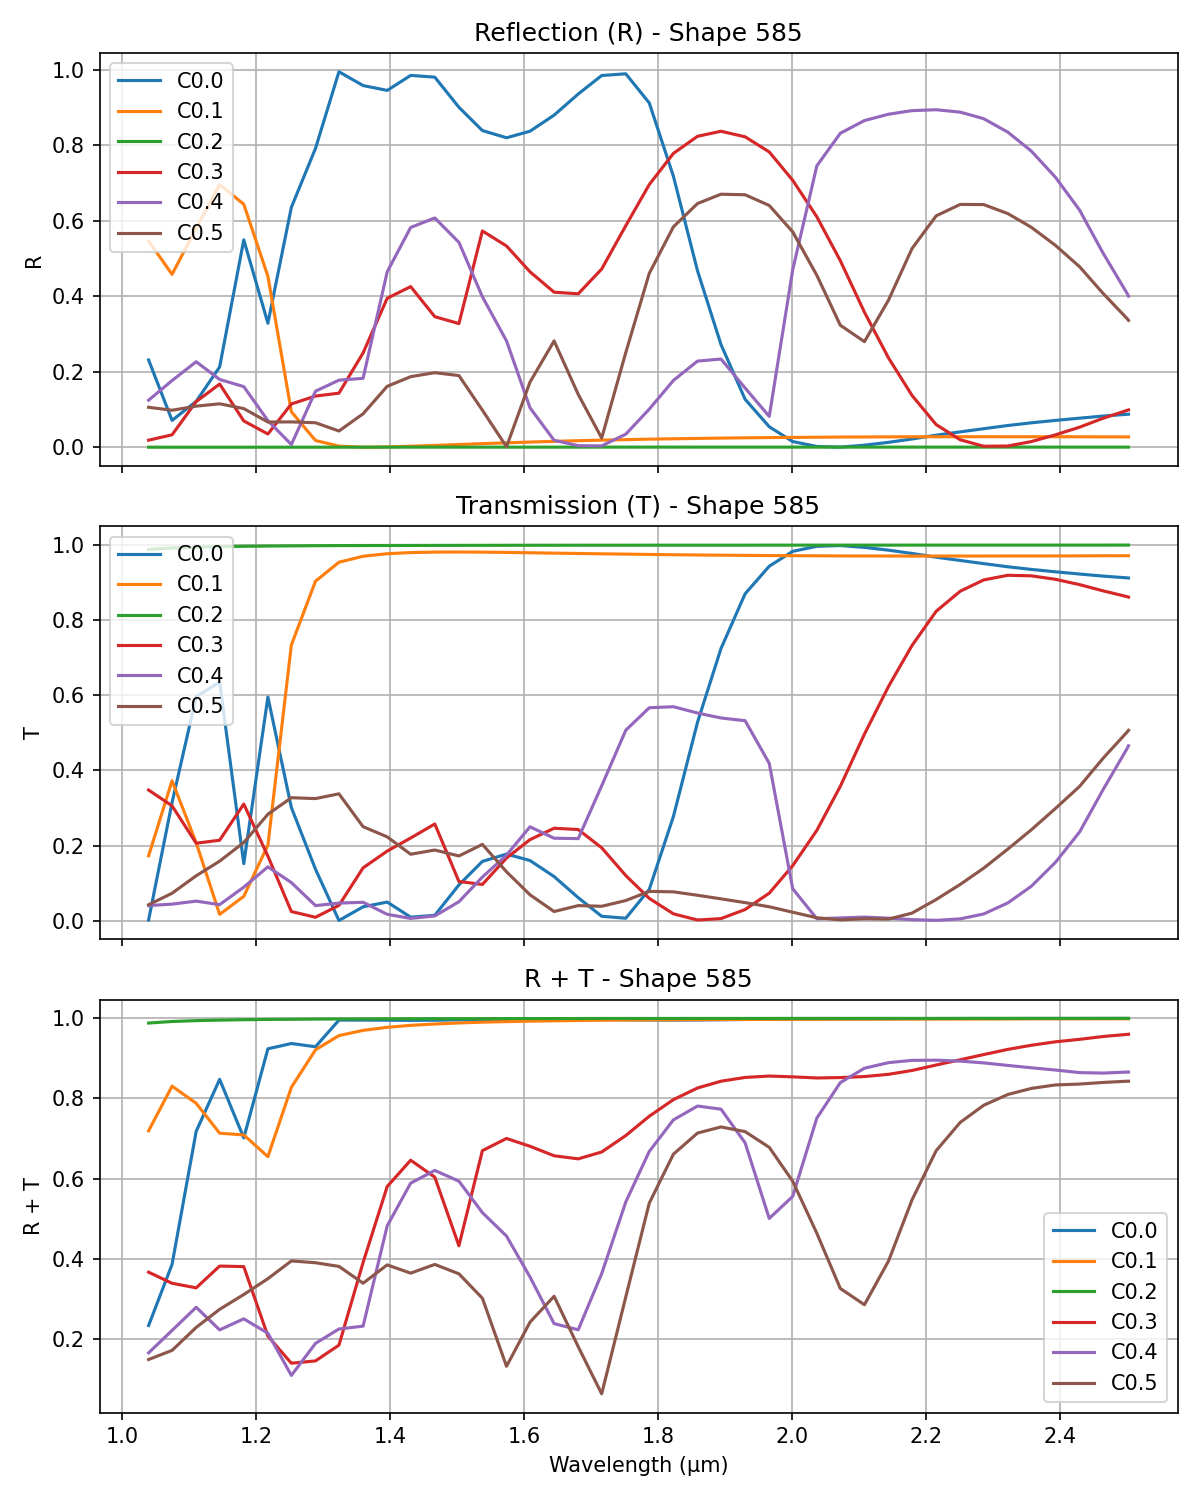 Reflection (R) - Shape 585
1.0
0.8
0.6
0.4
0.2
0.0
R
C0.0
C0.1
C0.2
C0.3
C0.4
C0.5
Transmission (T) - Shape 585
1.0
0.8
0.6
0.4
0.2
0.0
T
C0.0
C0.1
C0.2
C0.3
C0.4
C0.5
R + T - Shape 585
1.0
0.8
0.6
0.4
0.2
R + T
C0.0
C0.1
C0.2
C0.3
C0.4
C0.5
1.0 1.2 1.4 1.6 1.8 2.0 2.2 2.4
Wavelength (μm)